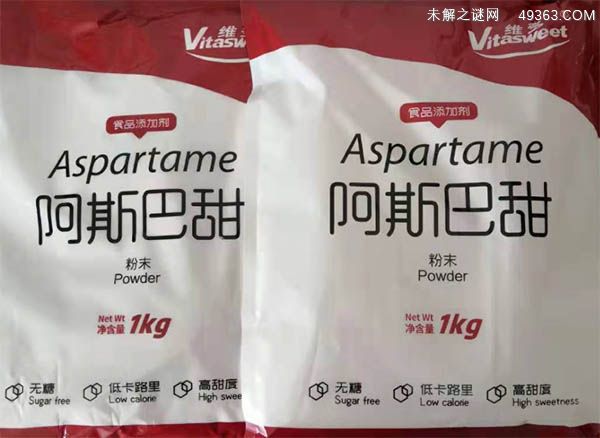 未解之谜网 49363.COM
维多
Vitasweet
食品添加剂
Aspartame
阿斯巴甜
粉末
Powder
Net Wt
净含量 1kg
无糖
Sugar free
低卡路里
Low calorie
高甜度
High sweet
Vitasweet
食品添加剂
Aspartame
阿斯巴甜
粉末
Powder
Net Wt
净含量 1kg
无糖
Sugar free
低卡路里
Low calorie
高甜度
High sweetness